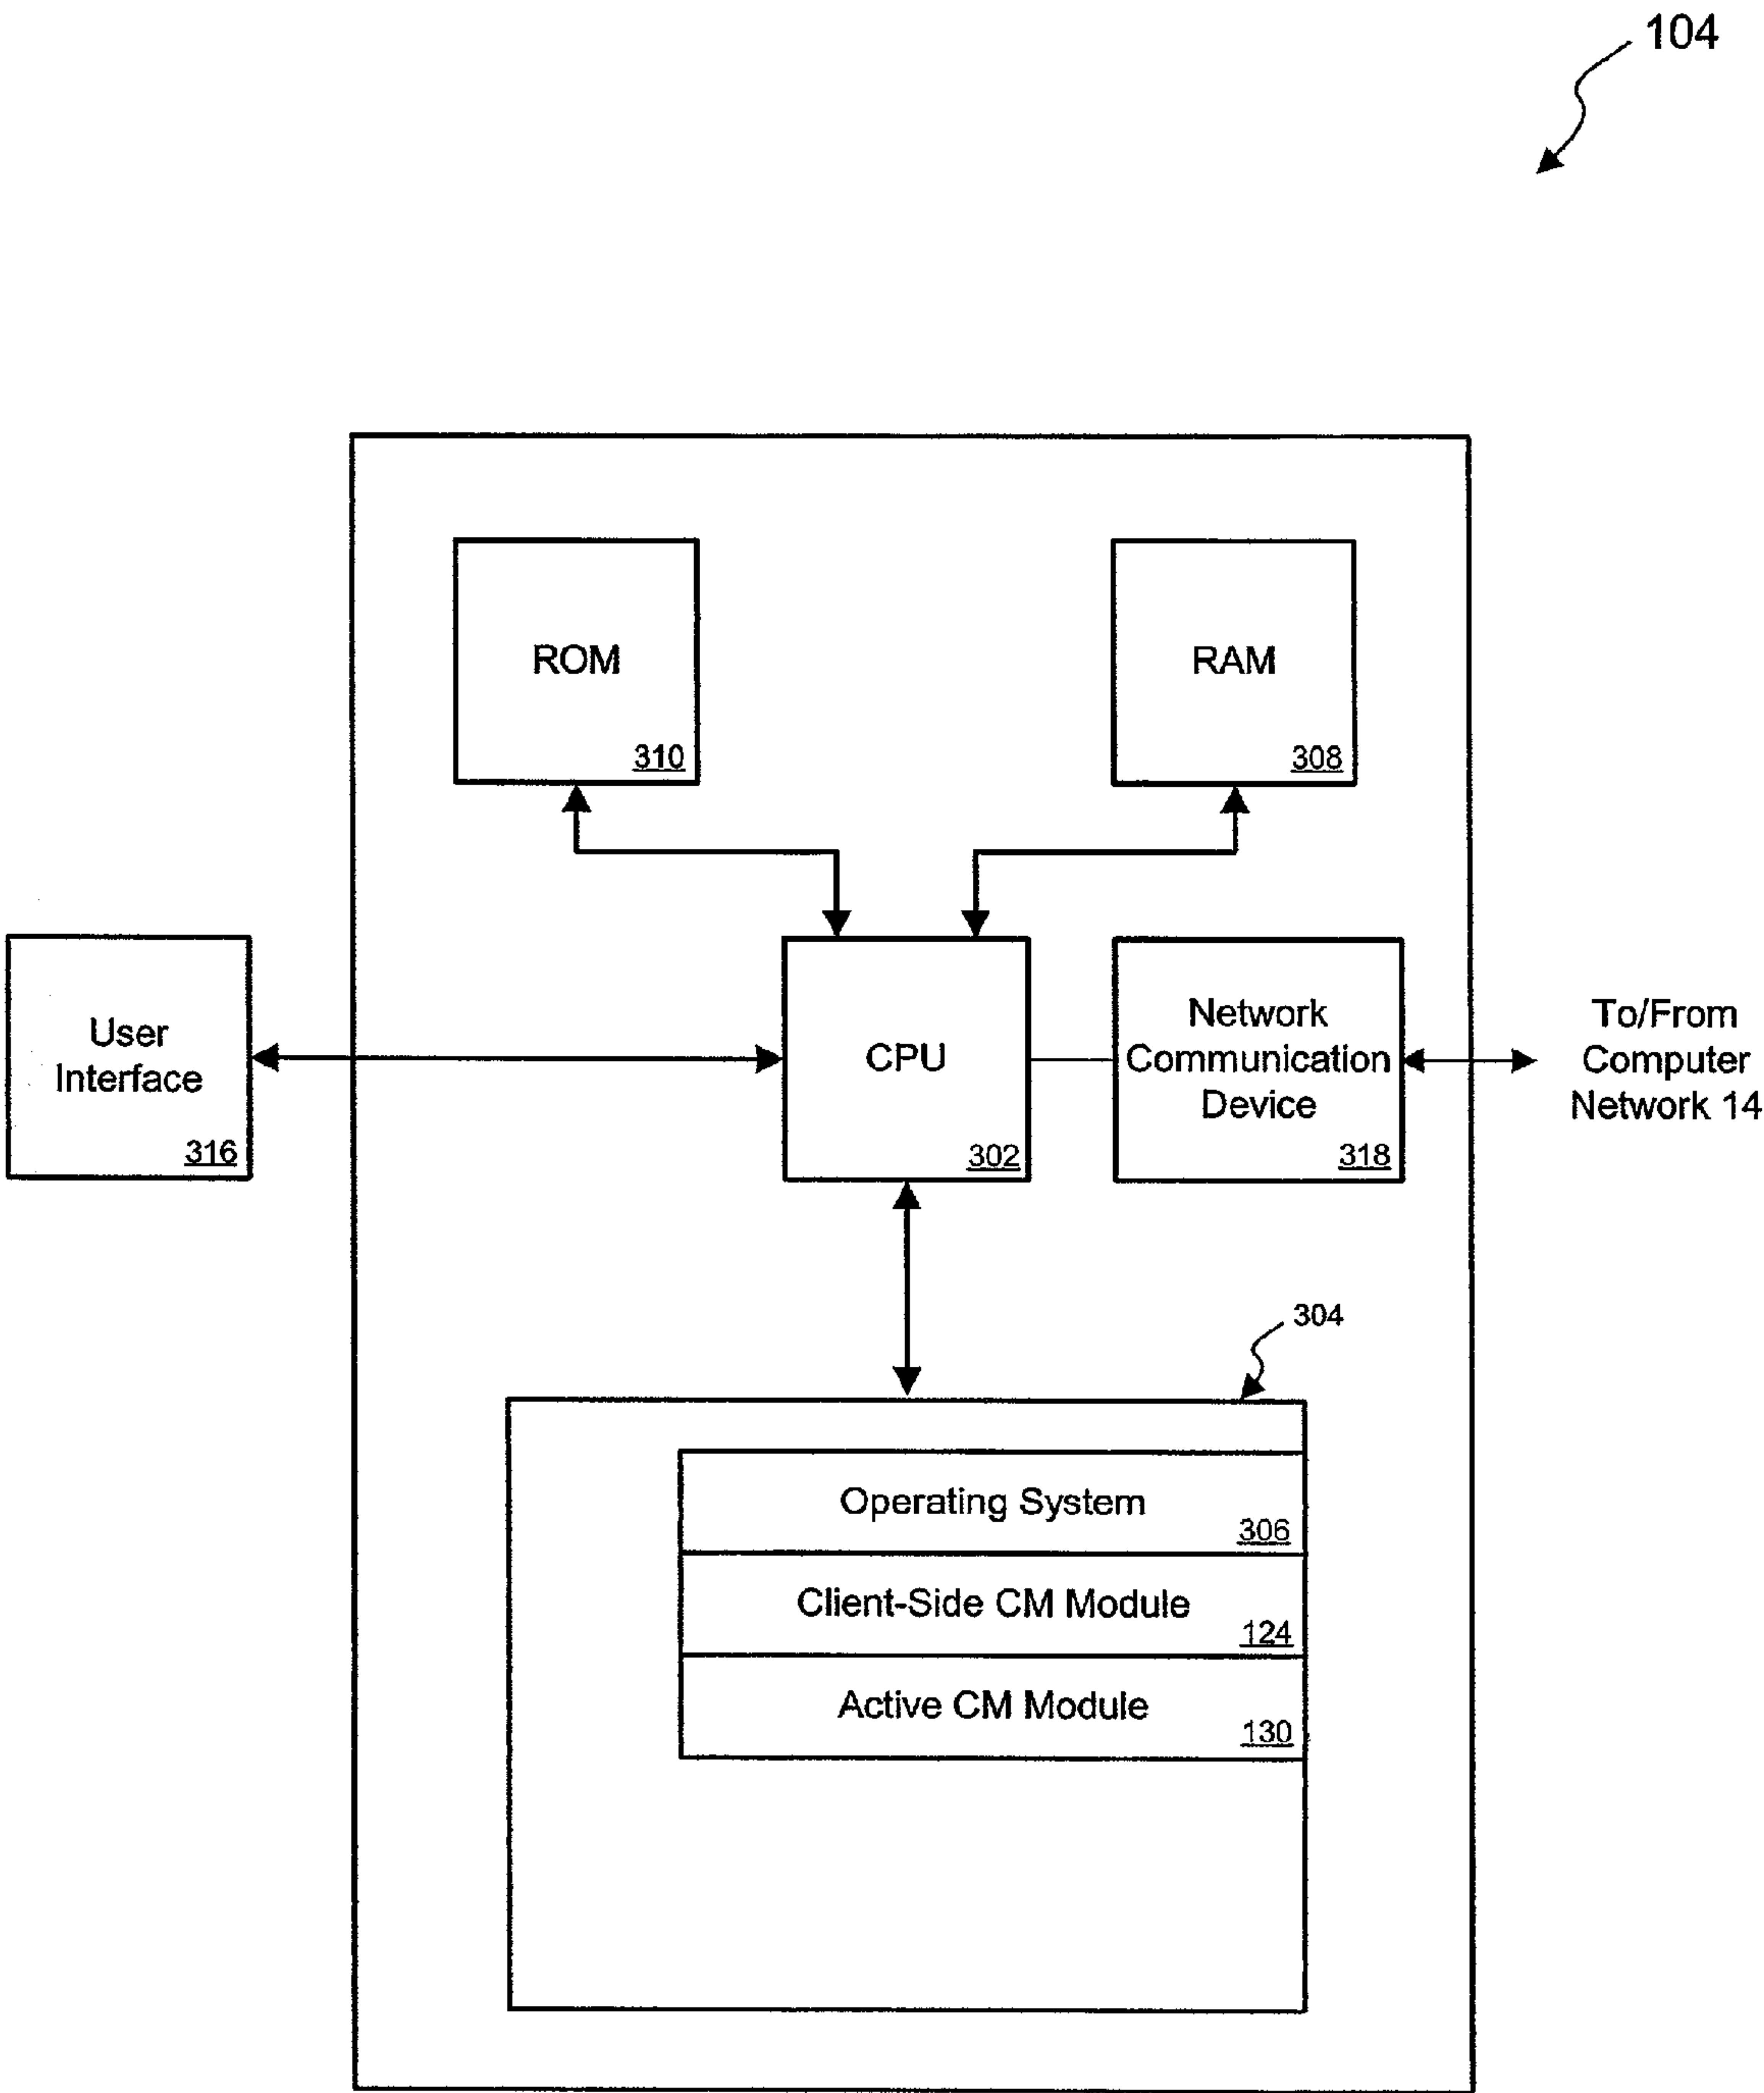 104
ROM
310
RAM
308
User
Interface
316
CPU
302
Network
Communication
Device
318
To/From
Computer
Network 14
304
Operating System
306
Client-Side CM Module
124
Active CM Module
130